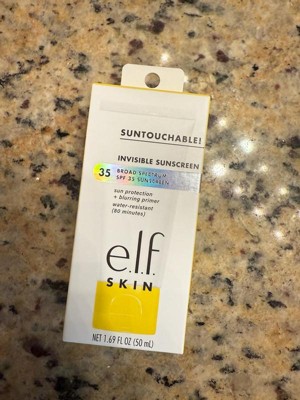 SUNTOUCHABLE!
INVISIBLE SUNSCREEN
35 BROAD SPECTRUM
SPF 35 SUNSCREEN
sun protection
+ blurring primer
water-resistant
(80 minutes)
e.l.f.
SKIN
NET 1.69 FL OZ (50 mL)